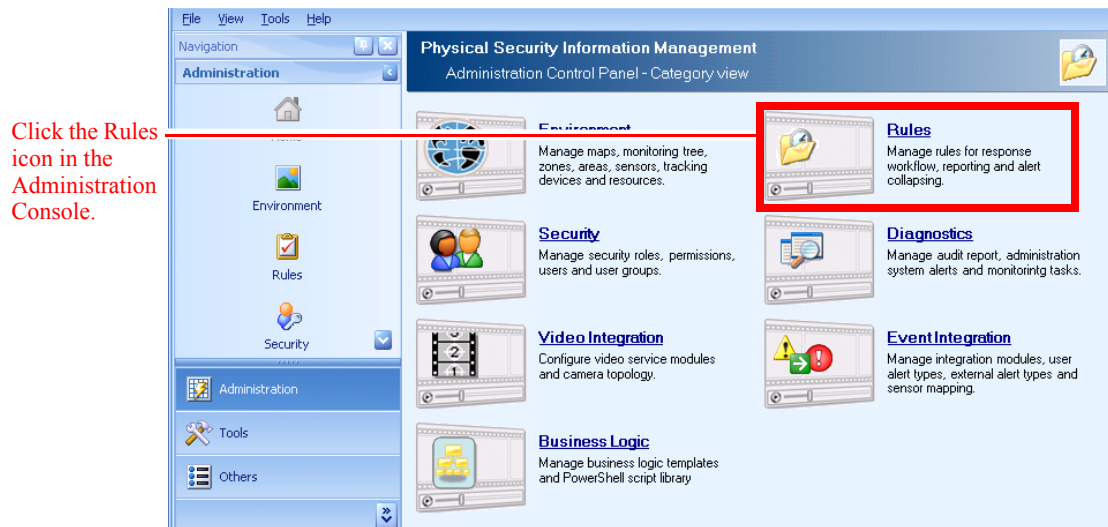 File View Tools Help
Navigation
Administration
Home
Environment
Rules
Security
Administration
Tools
Others
Click the Rules
icon in the
Administration
Console.
Physical Security Information Management
Administration Control Panel - Category view
Environment
Manage maps, monitoring tree,
zones, areas, sensors, tracking
devices and resources.
Rules
Manage rules for response
workflow, reporting and alert
collapsing.
Security
Manage security roles, permissions,
users and user groups.
Diagnostics
Manage audit report, administration
system alerts and monitorintg tasks.
Video Integration
Configure video service modules
and camera topology.
Event Integration
Manage integration modules, user
alert types, external alert types and
sensor mapping.
Business Logic
Manage business logic templates
and PowerShell script library